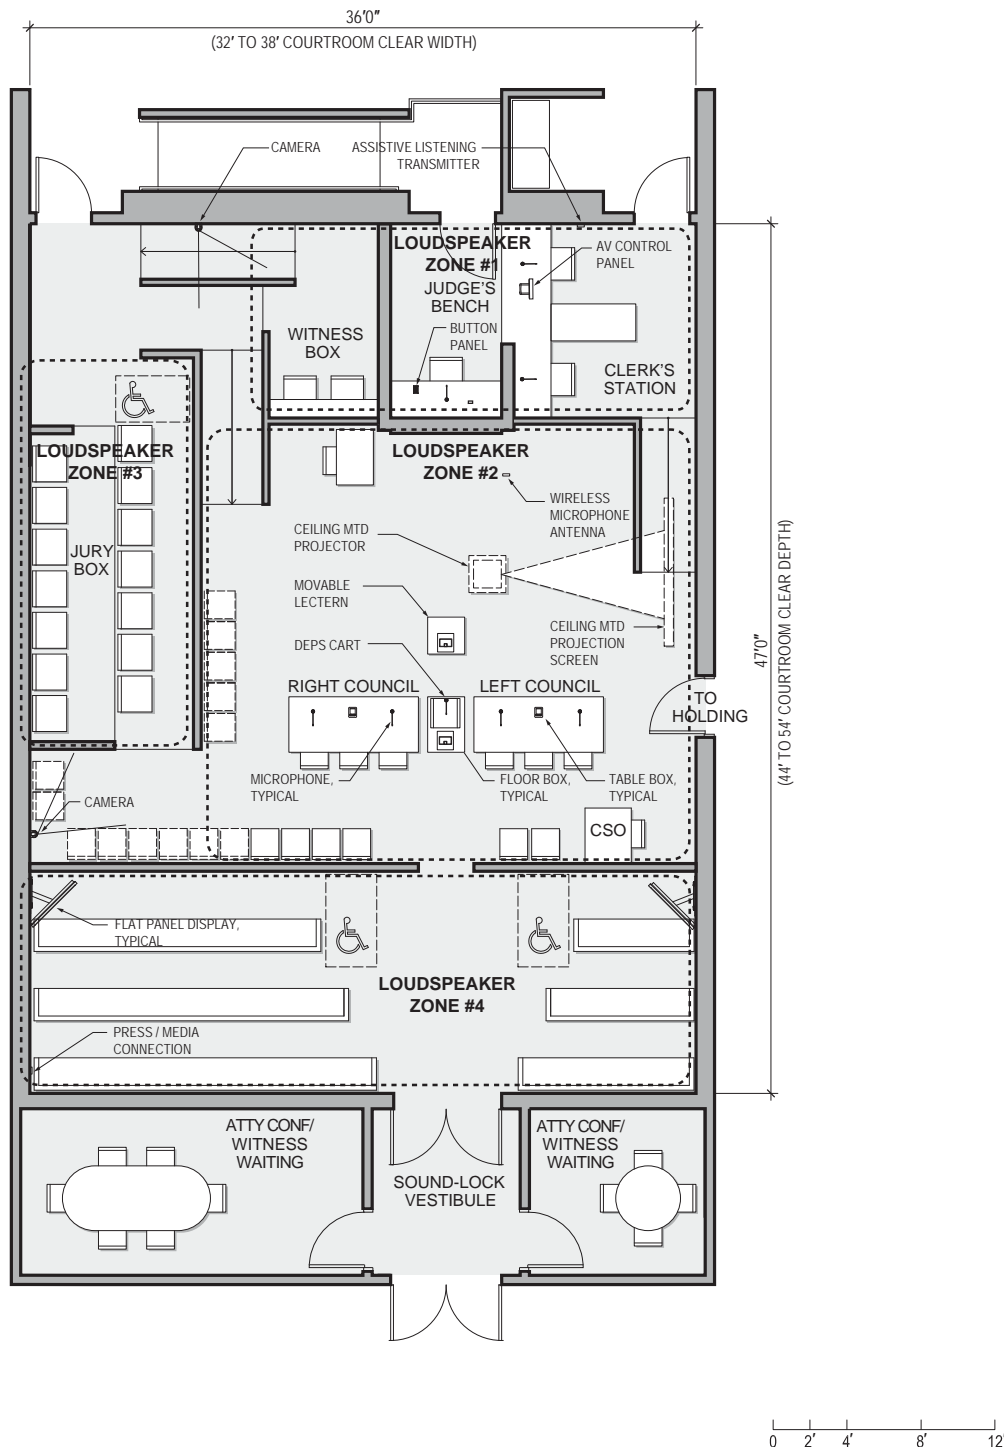 36′0″
(32′ TO 38′ COURTROOM CLEAR WIDTH)
CAMERA
ASSISTIVE LISTENING
TRANSMITTER
LOUDSPEAKER
ZONE #1
JUDGE'S
BENCH
AV CONTROL
PANEL
BUTTON
PANEL
WITNESS
BOX
CLERK'S
STATION
LOUDSPEAKER
ZONE #3
LOUDSPEAKER
ZONE #2
WIRELESS
MICROPHONE
ANTENNA
CEILING MTD
PROJECTOR
JURY
BOX
MOVABLE
LECTERN
CEILING MTD
PROJECTION
SCREEN
DEPS CART
RIGHT COUNCIL
LEFT COUNCIL
TO
HOLDING
47′0″
(44′ TO 54′ COURTROOM CLEAR DEPTH)
MICROPHONE,
TYPICAL
FLOOR BOX,
TYPICAL
TABLE BOX,
TYPICAL
CAMERA
CSO
FLAT PANEL DISPLAY,
TYPICAL
LOUDSPEAKER
ZONE #4
PRESS / MEDIA
CONNECTION
ATTY CONF/
WITNESS
WAITING
ATTY CONF/
WITNESS
WAITING
SOUND-LOCK
VESTIBULE
0 2′ 4′ 8′ 12